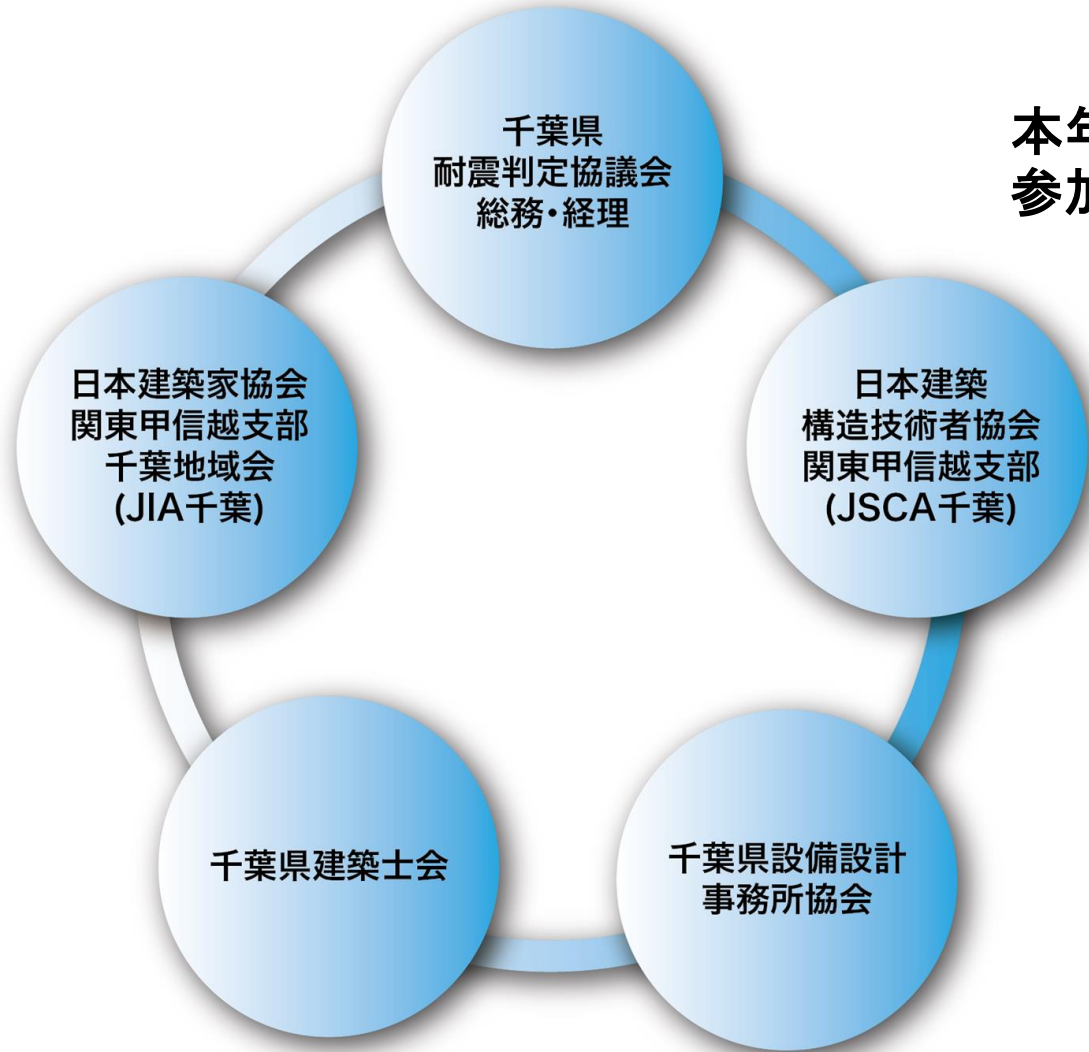 千葉県
耐震判定協議会
総務・経理
本年
参加
日本建築家協会
関東甲信越支部
千葉地域会
(JIA千葉)
日本建築
構造技術者協会
関東甲信越支部
(JSCA千葉)
千葉県建築士会
千葉県設備設計
事務所協会